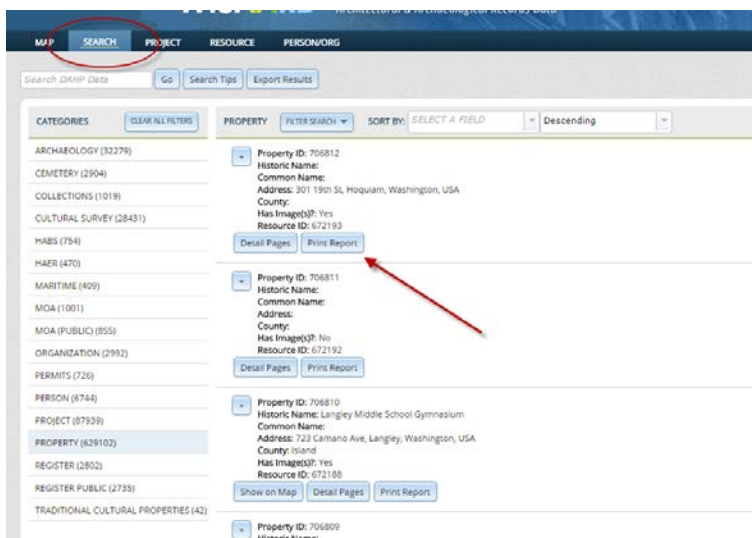 Architectural & Archaeological Records Data
MAP SEARCH PROJECT RESOURCE PERSON/ORG
Search DAHP Data Go Search Tips Export Results
CATEGORIES CLEAR ALL FILTERS
ARCHAEOLOGY (32279)
CEMETERY (2904)
COLLECTIONS (1019)
CULTURAL SURVEY (28431)
HABS (754)
HAER (470)
MARITIME (409)
MOA (1001)
MOA (PUBLIC) (855)
ORGANIZATION (2992)
PERMITS (726)
PERSON (6744)
PROJECT (87939)
PROPERTY (629102)
REGISTER (2802)
REGISTER PUBLIC (2735)
TRADITIONAL CULTURAL PROPERTIES (42)
PROPERTY FILTER SEARCH SORT BY: SELECT A FIELD Descending
Property ID: 706812
Historic Name:
Common Name:
Address: 301 19th St, Hoquiam, Washington, USA
County:
Has Image(s)?: Yes
Resource ID: 672193
Detail Pages Print Report
Property ID: 706811
Historic Name:
Common Name:
Address:
County:
Has Image(s)?: No
Resource ID: 672192
Detail Pages Print Report
Property ID: 706810
Historic Name: Langley Middle School Gymnasium
Common Name:
Address: 723 Camano Ave, Langley, Washington, USA
County: Island
Has Image(s)?: Yes
Resource ID: 672188
Show on Map Detail Pages Print Report
Property ID: 706809
Historic Name: